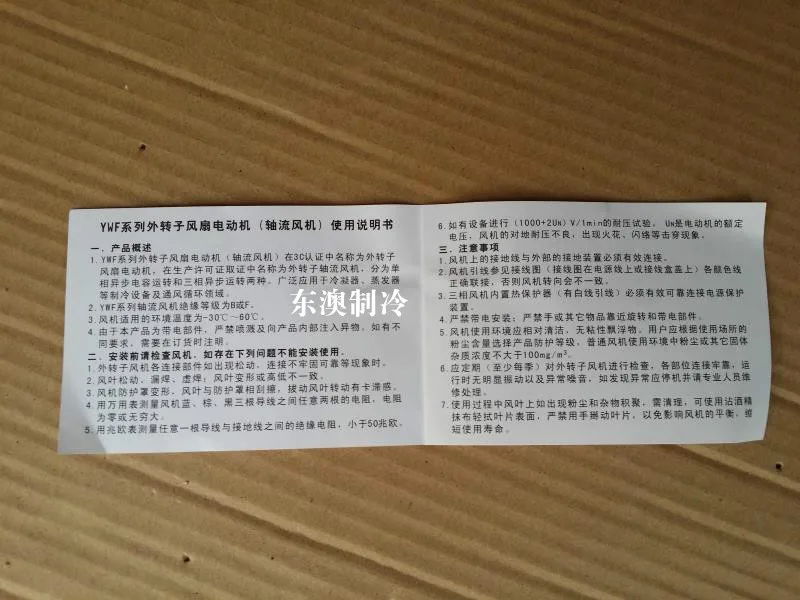 YWF系列外转子风扇电动机（轴流风机）使用说明书
一、产品概述
1. YWF系列外转子风扇电动机（轴流风机）在3C认证中名称为外转子
风扇电动机，在生产许可证取证中名称为外转子轴流风机，分为单
相异步电容运转和三相异步运转两种。广泛应用于冷凝器、蒸发器
等制冷设备及通风循环领域。
2. YWF系列轴流风机绝缘等级为B或F。
3. 风机适用的环境温度为-30℃~60℃。
4. 由于本产品为带电部件，严禁喷溅及向产品内部注入异物，如有不
同要求，需要在订货时注明。
二、安装前请检查风机，如存在下列问题不能安装使用。
1. 外转子风机各连接部件如出现松动，连接不牢固可靠等现象时。
2. 风叶松动、漏焊、虚焊；风叶变形或高低不一致。
3. 风机防护罩变形，风叶与防护罩相刮擦，拨动风叶转动有卡滞感。
4. 用万用表测量风机蓝、棕、黑三根导线之间任意两根的电阻，电阻
为零或无穷大。
5. 用兆欧表测量任意一根导线与接地线之间的绝缘电阻，小于50兆欧。
6. 如有设备进行（1000+2UN）V/1min的耐压试验，UN是电动机的额定
电压，风机的对地耐压不良，出现火花、闪络等击穿现象。
三、注意事项
1. 风机上的接地线与外部的接地装置必须有效连接。
2. 风机引线参见接线图（接线图在电源线上或接线盒盖上）各颜色线
正确联接，否则风机转向会不一致。
3. 三相风机内置热保护器（有白线引线）必须有效可靠连接电源保护
装置。
4. 严禁带电安装；严禁手或其它物品靠近旋转和带电部件。
5. 风机使用环境应相对清洁，无粘性飘浮物。用户应根据使用场所的
粉尘含量选择产品防护等级，普通风机使用环境中粉尘或其它固体
杂质浓度不大于100mg/m³。
6. 应定期（至少每季）对外转子风机进行检查，各部位连接牢靠，运
行时无明显振动以及异常噪音，如发现异常应停机并请专业人员维
修处理。
7. 使用过程中风叶上如出现粉尘和杂物积聚，需清理，可使用沾酒精
抹布轻拭叶片表面，严禁用手掰动叶片，以免影响风机的平衡，缩
短使用寿命。
东澳制冷